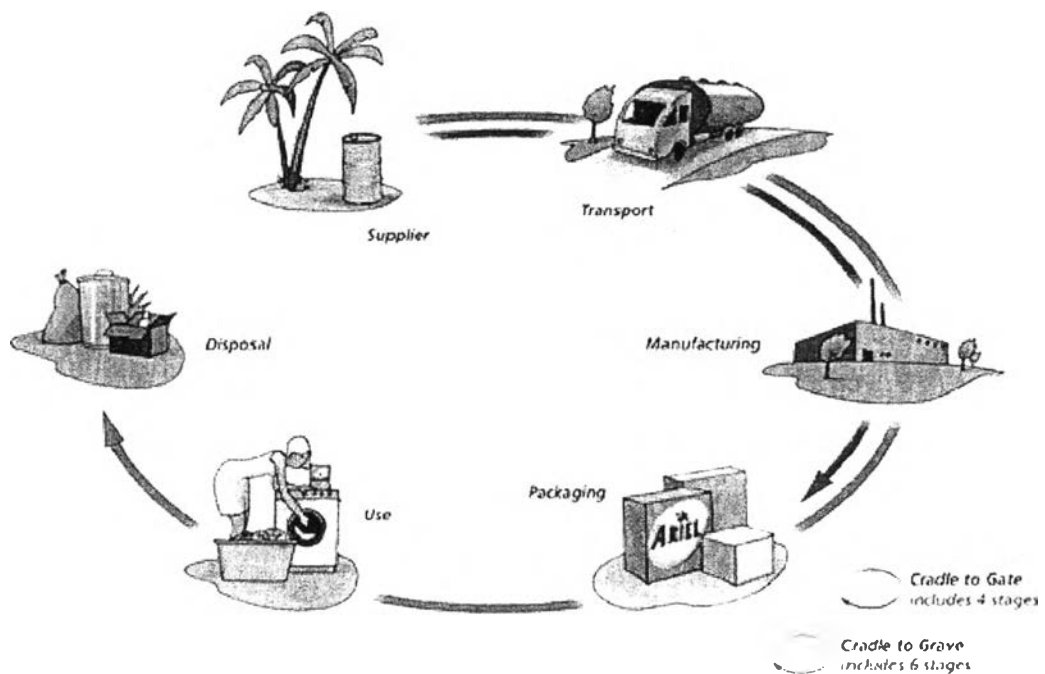 Supplier
Transport
Manufacturing
Packaging
ARIEL
Use
Disposal
Cradle to Gate
includes 4 stages
Cradle to Grave
includes 6 stages